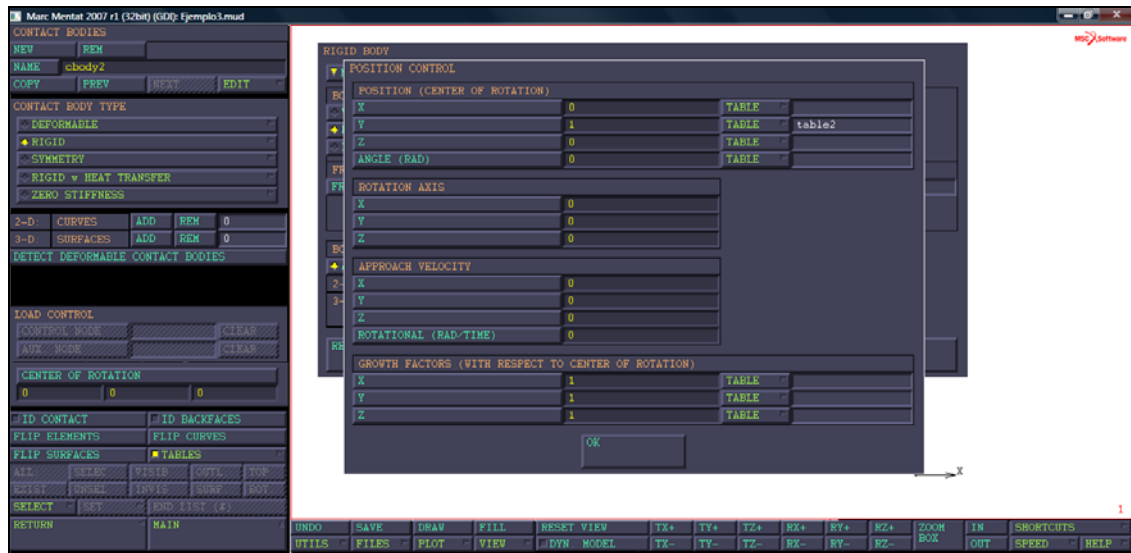 Marc Mentat 2007 r1 (32bit) (GDI): Ejemplo3.mud
CONTACT BODIES
NEW REM
NAME cbody2
COPY PREV NEXT EDIT
CONTACT BODY TYPE
DEFORMABLE
RIGID
SYMMETRY
RIGID w HEAT TRANSFER
ZERO STIFFNESS
2-D: CURVES ADD REM 0
3-D: SURFACES ADD REM 0
DETECT DEFORMABLE CONTACT BODIES
LOAD CONTROL
CONTROL NODE CLEAR
AUX. NODE CLEAR
CENTER OF ROTATION
0 0 0
ID CONTACT ID BACKFACES
FLIP ELEMENTS FLIP CURVES
FLIP SURFACES TABLES
ALL SELEC VISIB OUTL TOP
EXIST UNSEL INVIS SURF BOT
SELECT SET END LIST (#)
RETURN MAIN
MSC Software
RIGID BODY
POSITION CONTROL
POSITION (CENTER OF ROTATION)
X 0 TABLE
Y 1 TABLE table2
Z 0 TABLE
ANGLE (RAD) 0 TABLE
ROTATION AXIS
X 0
Y 0
Z 0
APPROACH VELOCITY
X 0
Y 0
Z 0
ROTATIONAL (RAD/TIME) 0
GROWTH FACTORS (WITH RESPECT TO CENTER OF ROTATION)
X 1 TABLE
Y 1 TABLE
Z 1 TABLE
OK
X
1
UNDO SAVE DRAW FILL RESET VIEW TX+ TY+ TZ+ RX+ RY+ RZ+ ZOOM BOX IN SHORTCUTS
UTILS FILES PLOT VIEW DYN. MODEL TX- TY- TZ- RX- RY- RZ- OUT SPEED HELP